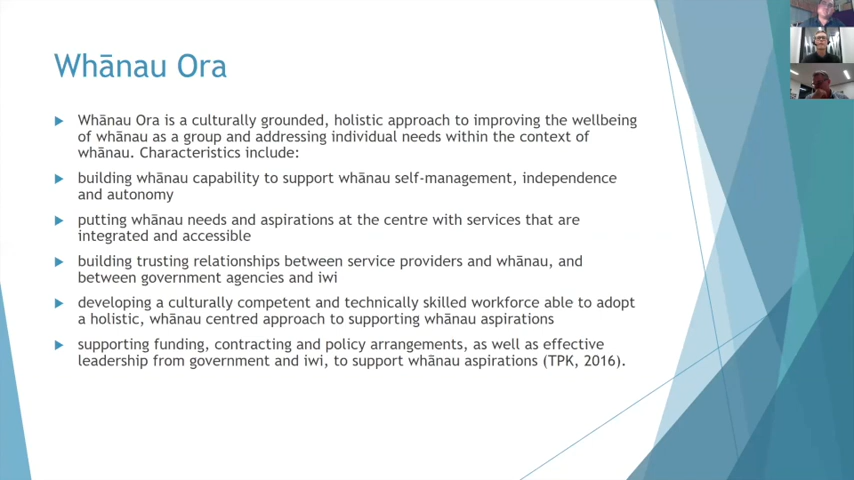 Whānau Ora
Whānau Ora is a culturally grounded, holistic approach to improving the wellbeing
of whānau as a group and addressing individual needs within the context of
whānau. Characteristics include:
building whānau capability to support whānau self-management, independence
and autonomy
putting whānau needs and aspirations at the centre with services that are
integrated and accessible
building trusting relationships between service providers and whānau, and
between government agencies and iwi
developing a culturally competent and technically skilled workforce able to adopt
a holistic, whānau centred approach to supporting whānau aspirations
supporting funding, contracting and policy arrangements, as well as effective
leadership from government and iwi, to support whānau aspirations (TPK, 2016).